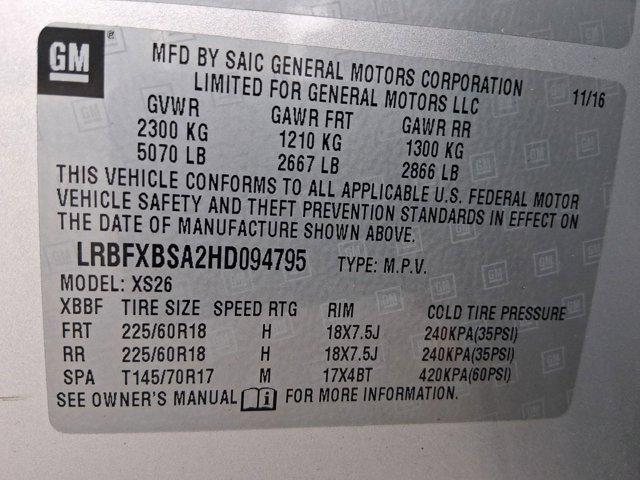 GM ®
MFD BY SAIC GENERAL MOTORS CORPORATION
LIMITED FOR GENERAL MOTORS LLC 11/16
GVWR GAWR FRT GAWR RR
2300 KG 1210 KG 1300 KG
5070 LB 2667 LB 2866 LB
THIS VEHICLE CONFORMS TO ALL APPLICABLE U.S. FEDERAL MOTOR
VEHICLE SAFETY AND THEFT PREVENTION STANDARDS IN EFFECT ON
THE DATE OF MANUFACTURE SHOWN ABOVE.
LRBFXBSA2HD094795 TYPE: M.P.V.
MODEL: XS26
XBBF TIRE SIZE SPEED RTG RIM COLD TIRE PRESSURE
FRT 225/60R18 H 18X7.5J 240KPA(35PSI)
RR 225/60R18 H 18X7.5J 240KPA(35PSI)
SPA T145/70R17 M 17X4BT 420KPA(60PSI)
SEE OWNER'S MANUAL i FOR MORE INFORMATION.